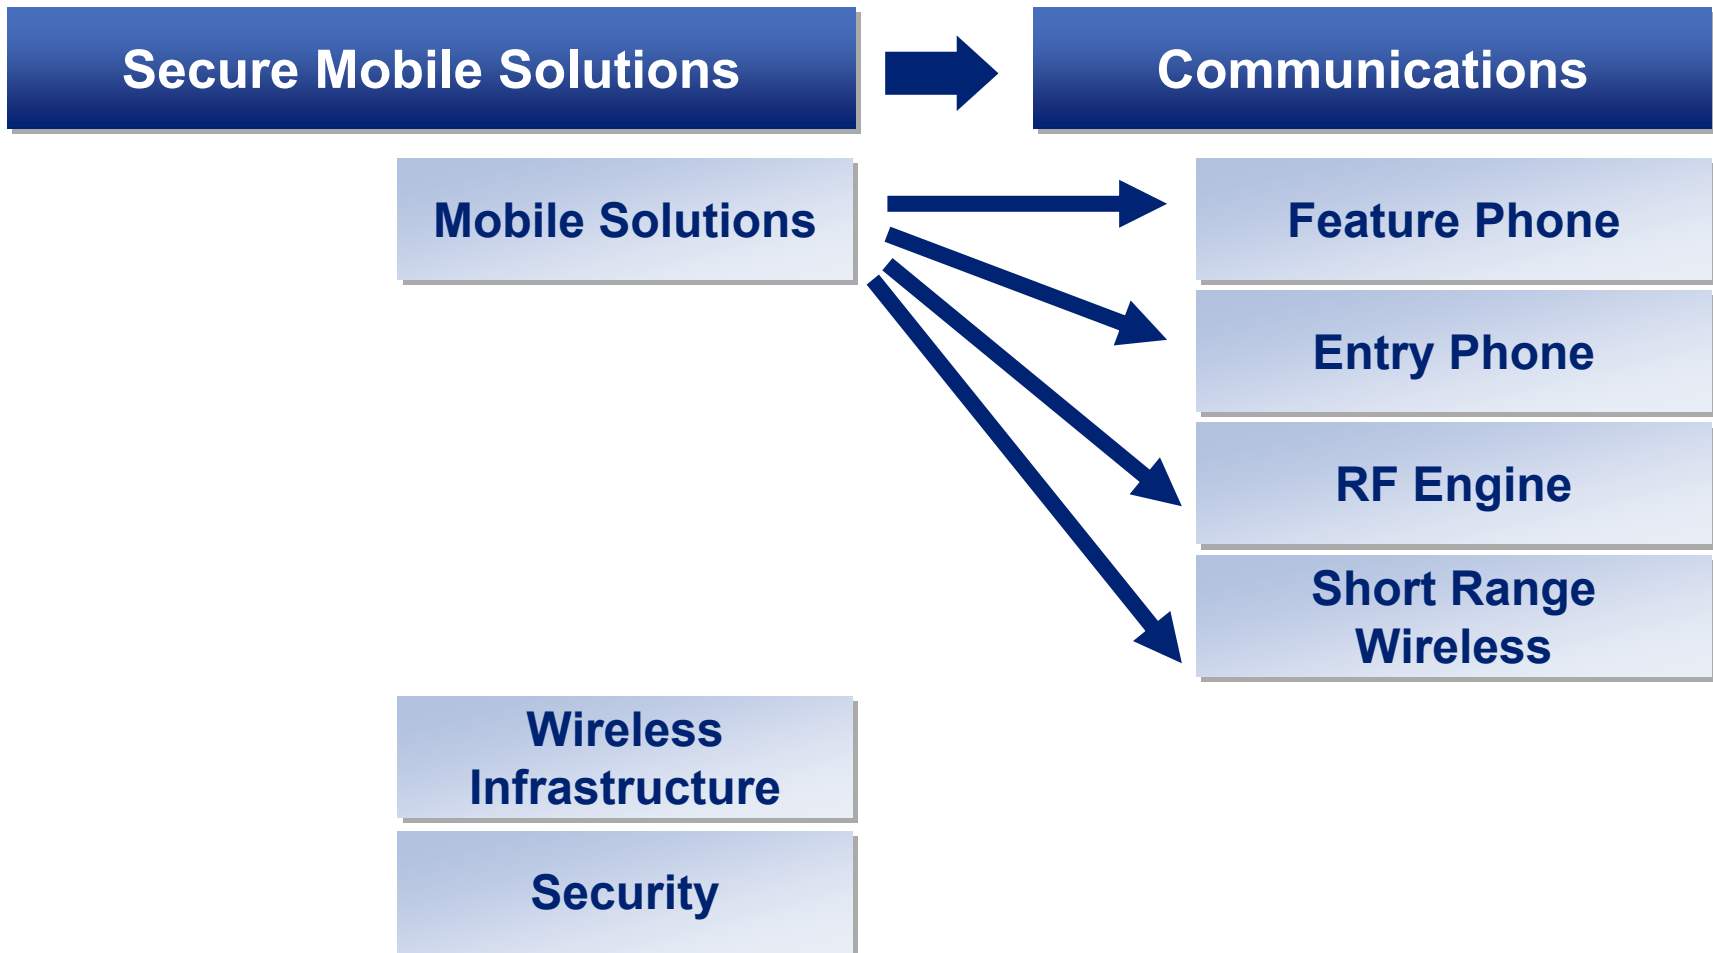 Secure Mobile Solutions
Communications
Mobile Solutions
Feature Phone
Entry Phone
RF Engine
Short Range
Wireless
Wireless
Infrastructure
Security